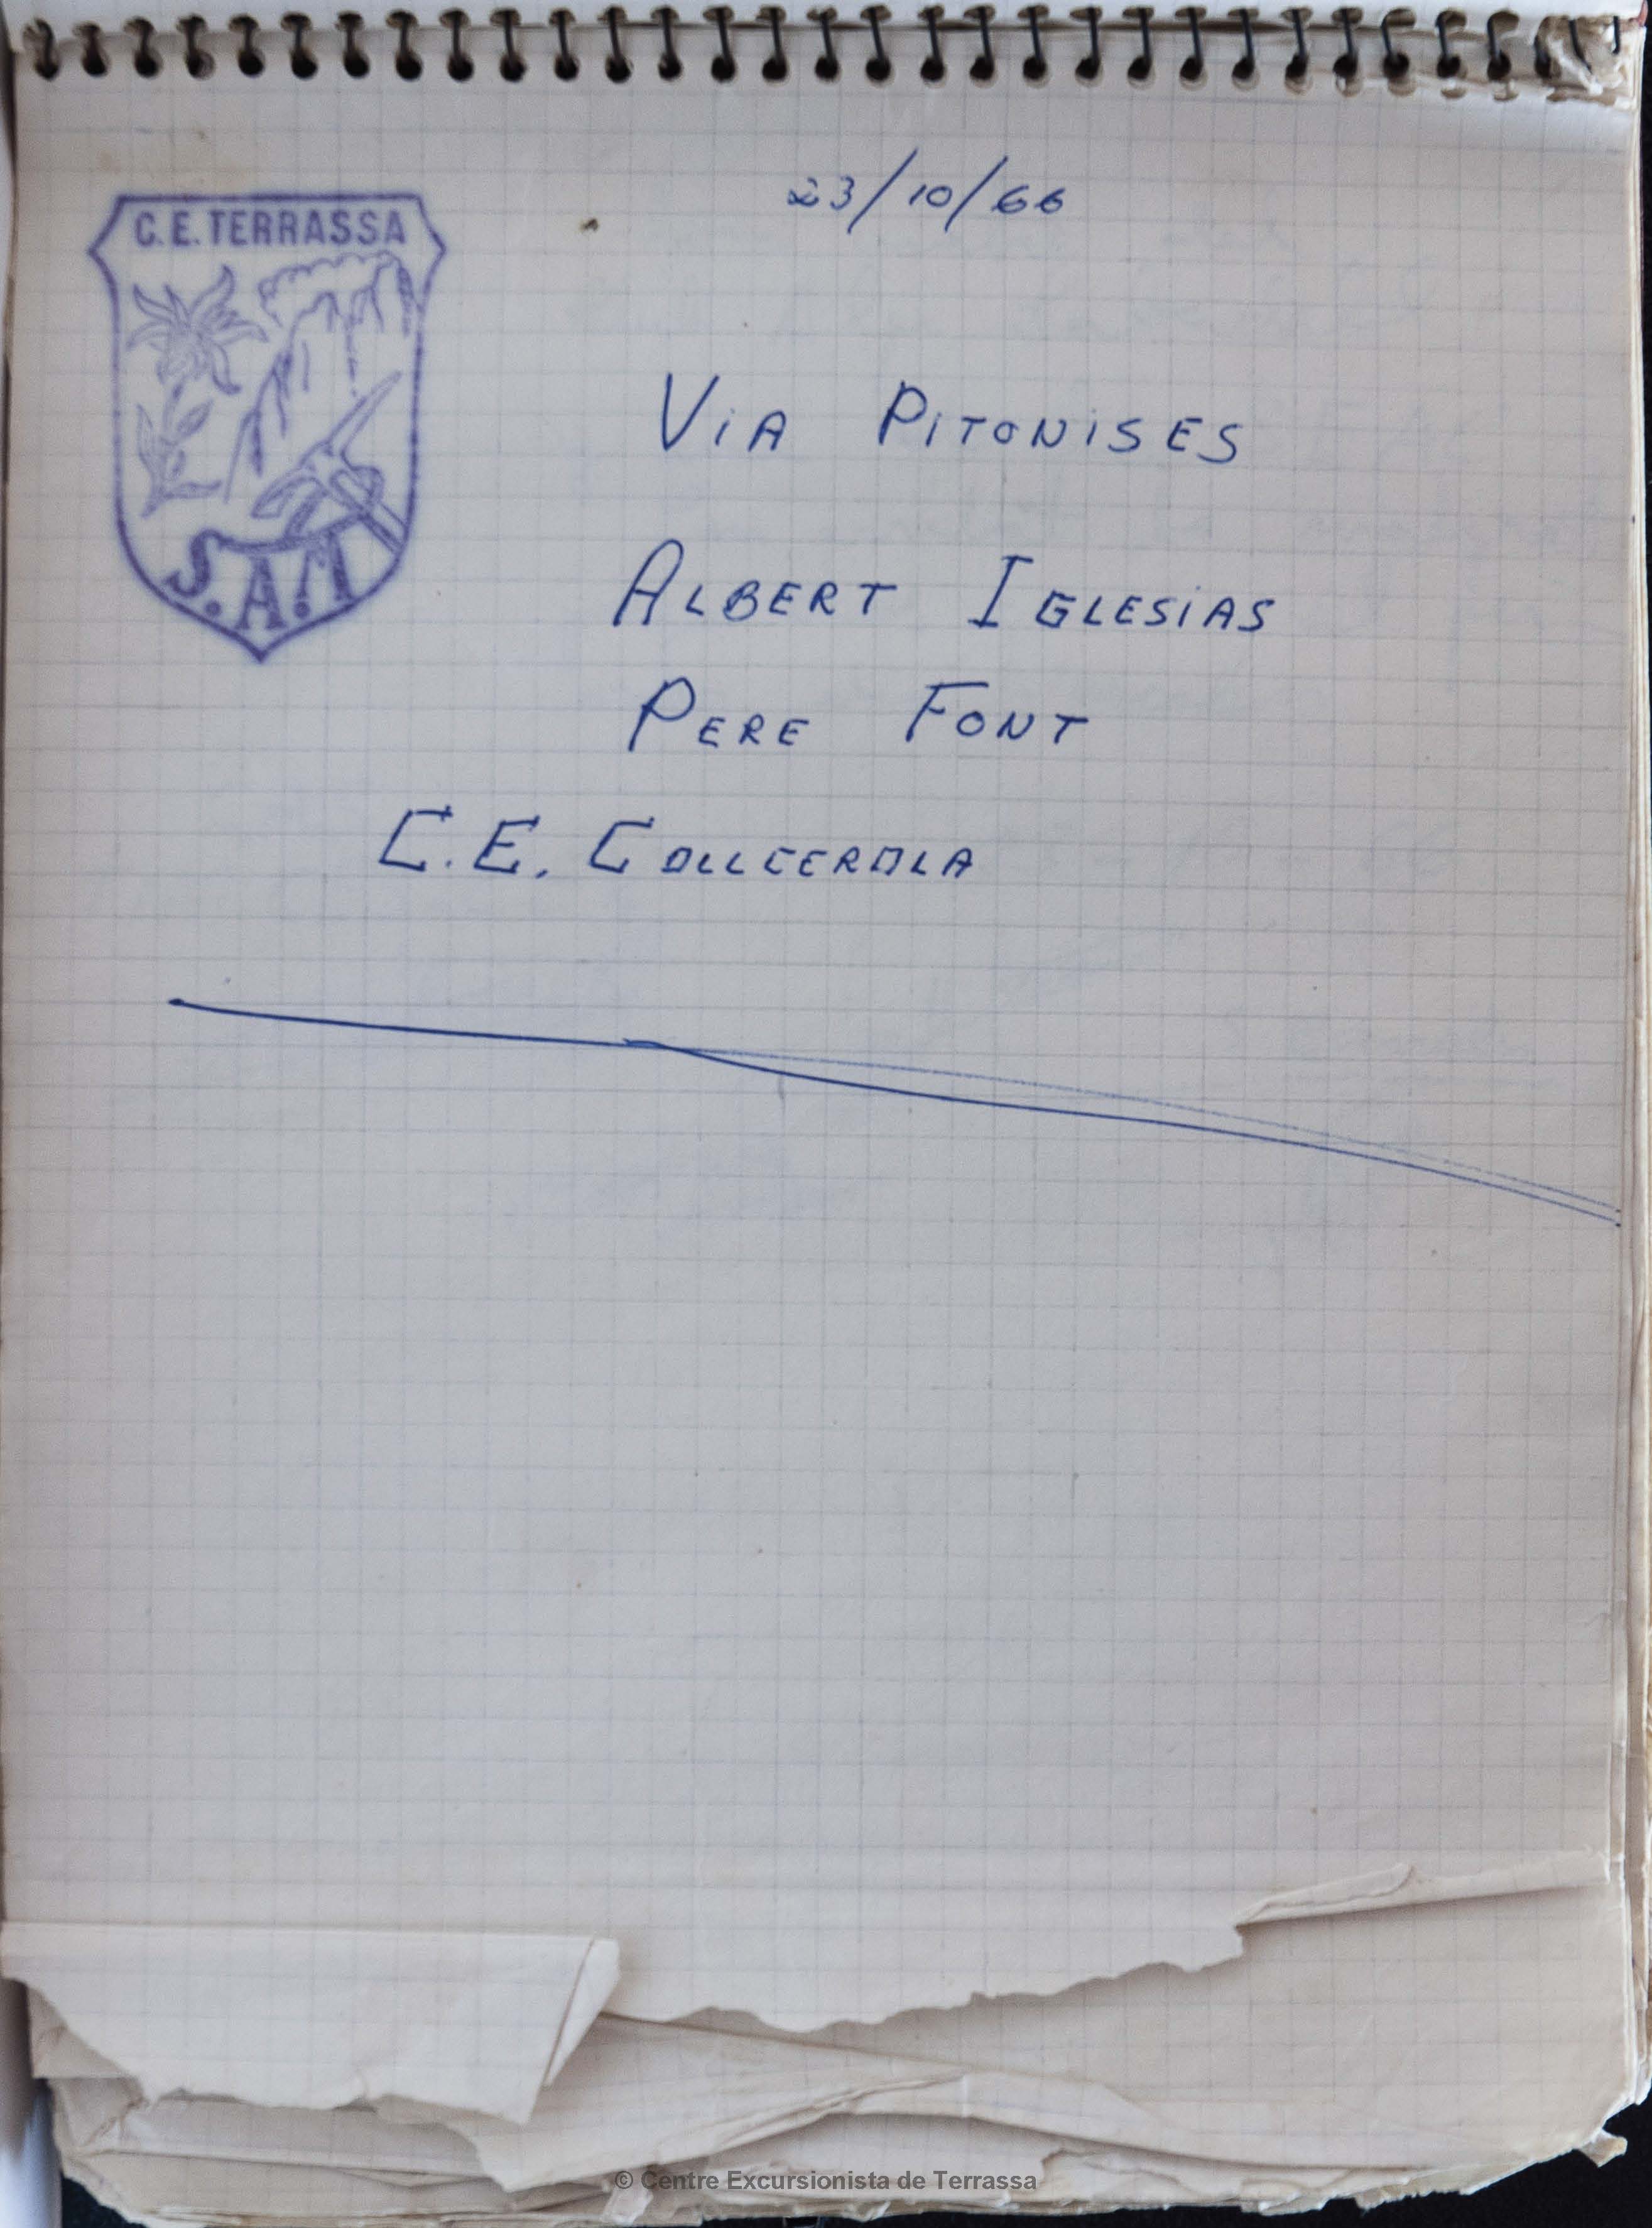 23/10/66
C.E. TERRASSA
VIA PITONISES
S.A.M
ALBERT IGLESIAS
PERE FONT
C.E. COLLCEROLA
© Centre Excursionista de Terrassa